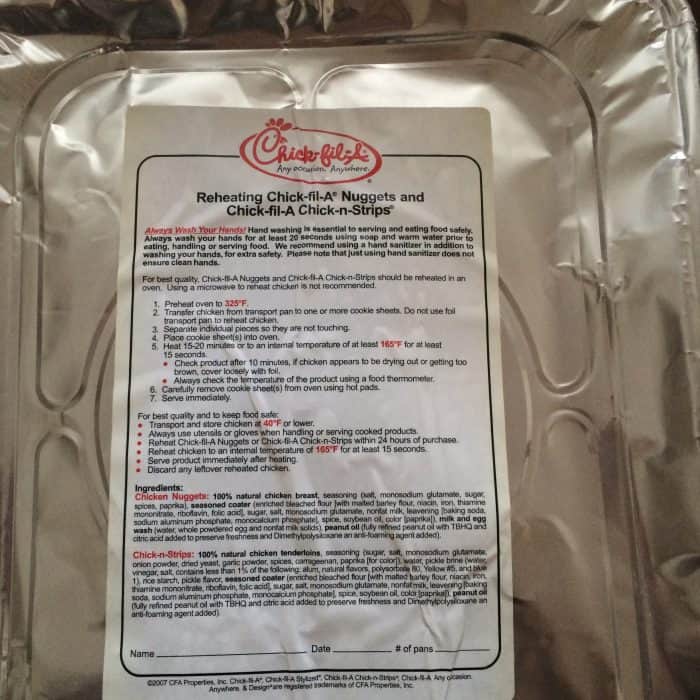 Chick-fil-A
Any occasion. Anywhere.
Reheating Chick-fil-A® Nuggets and
Chick-fil-A Chick-n-Strips®
Always Wash Your Hands! Hand washing is essential to serving and eating food safely.
Always wash your hands for at least 20 seconds using soap and warm water prior to
eating, handling or serving food. We recommend using a hand sanitizer in addition to
washing your hands, for extra safety. Please note that just using hand sanitizer does not
ensure clean hands.
For best quality, Chick-fil-A Nuggets and Chick-fil-A Chick-n-Strips should be reheated in an
oven. Using a microwave to reheat chicken is not recommended.
1. Preheat oven to 325°F.
2. Transfer chicken from transport pan to one or more cookie sheets. Do not use foil
transport pan to reheat chicken.
3. Separate individual pieces so they are not touching.
4. Place cookie sheet(s) into oven.
5. Heat 15-20 minutes or to an internal temperature of at least 165°F for at least
15 seconds.
• Check product after 10 minutes, if chicken appears to be drying out or getting too
brown, cover loosely with foil.
• Always check the temperature of the product using a food thermometer.
6. Carefully remove cookie sheet(s) from oven using hot pads.
7. Serve immediately.
For best quality and to keep food safe:
• Transport and store chicken at 40°F or lower.
• Always use utensils or gloves when handling or serving cooked products.
• Reheat Chick-fil-A Nuggets or Chick-fil-A Chick-n-Strips within 24 hours of purchase.
• Reheat chicken to an internal temperature of 165°F for at least 15 seconds.
• Serve product immediately after heating.
• Discard any leftover reheated chicken.
Ingredients:
Chicken Nuggets: 100% natural chicken breast, seasoning (salt, monosodium glutamate, sugar,
spices, paprika), seasoned coater (enriched bleached flour [with malted barley flour, niacin, iron, thiamine
mononitrate, riboflavin, folic acid], sugar, salt, monosodium glutamate, nonfat milk, leavening [baking soda,
sodium aluminum phosphate, monocalcium phosphate], spice, soybean oil, color [paprika]), milk and egg
wash (water, whole powdered egg and nonfat milk solids), peanut oil (fully refined peanut oil with TBHQ and
citric acid added to preserve freshness and Dimethylpolysiloxane an anti-foaming agent added).
Chick-n-Strips: 100% natural chicken tenderloins, seasoning (sugar, salt, monosodium glutamate,
onion powder, dried yeast, garlic powder, spices, carrageenan, paprika [for color]), water, pickle brine (water,
vinegar, salt, contains less than 1% of the following: alum, natural flavors, polysorbate 80, Yellow #5, and blue
1), rice starch, pickle flavor, seasoned coater (enriched bleached flour [with malted barley flour, niacin, iron,
thiamine mononitrate, riboflavin, folic acid], sugar, salt, monosodium glutamate, nonfat milk, leavening [baking
soda, sodium aluminum phosphate, monocalcium phosphate], spice, soybean oil, color [paprika]), peanut oil
(fully refined peanut oil with TBHQ and citric acid added to preserve freshness and Dimethylpolysiloxane an
anti-foaming agent added).
Name Date # of pans
©2007 CFA Properties, Inc. Chick-fil-A®, Chick-fil-A Stylized®, Chick-fil-A Chick-n-Strips®, Chick-fil-A Any occasion.
Anywhere. & Design® are registered trademarks of CFA Properties, Inc.